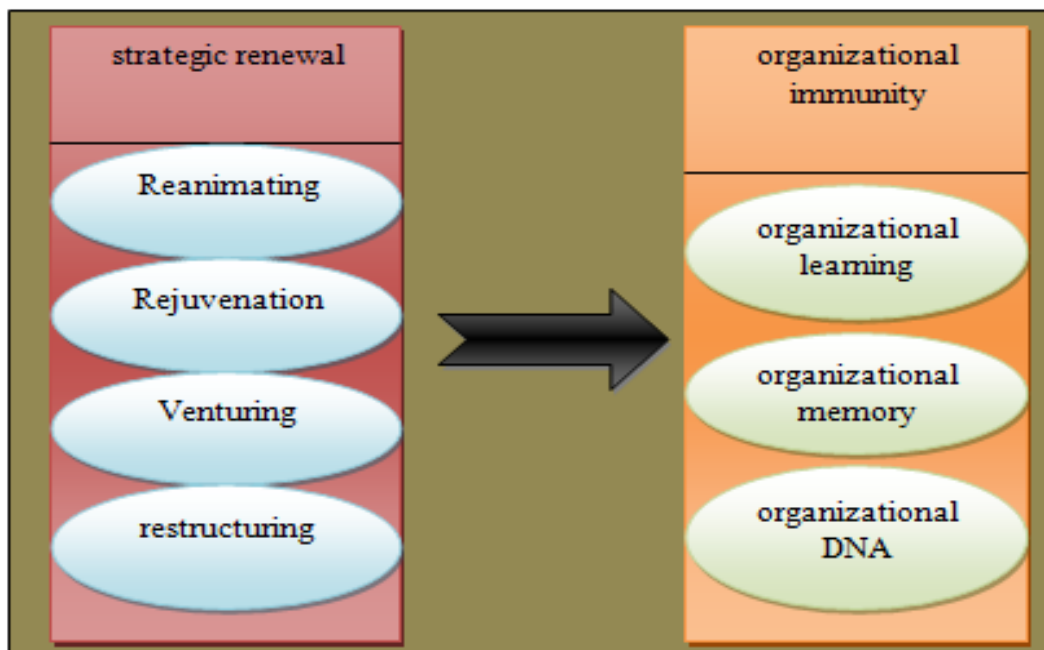 strategic renewal
Reanimating
Rejuvenation
Venturing
restructuring
organizational
immunity
organizational
learning
organizational
memory
organizational
DNA